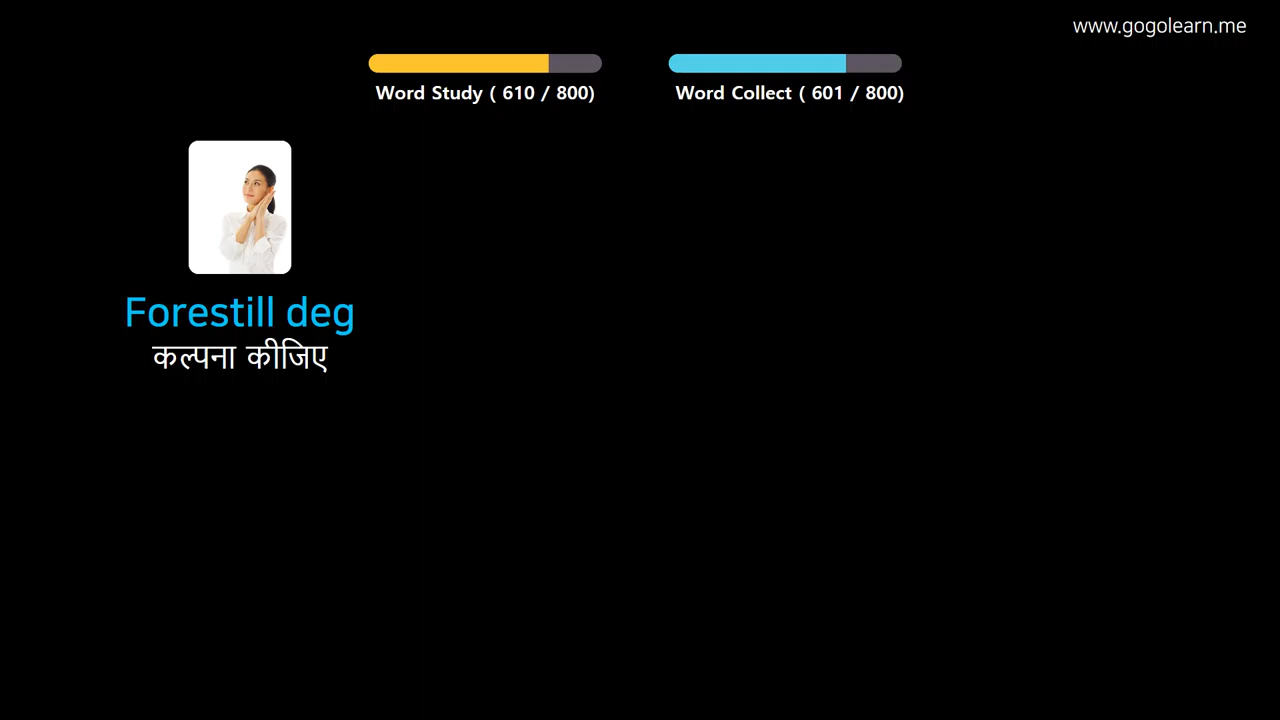 www.gogolearn.me
Word Study ( 610 / 800)
Word Collect ( 601 / 800)
Forestill deg
कल्पना कीजिए